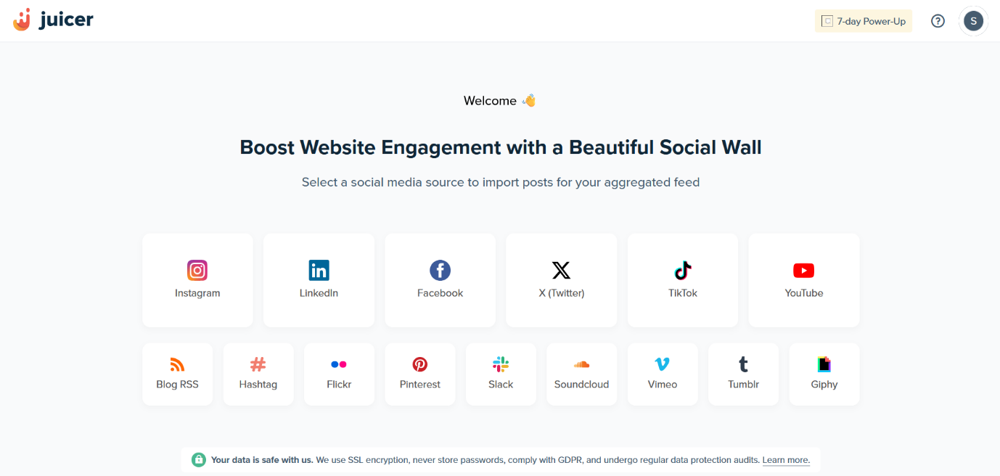 juicer
7-day Power-Up
S
Welcome
Boost Website Engagement with a Beautiful Social Wall
Select a social media source to import posts for your aggregated feed
Instagram
LinkedIn
Facebook
X (Twitter)
TikTok
YouTube
Blog RSS
Hashtag
Flickr
Pinterest
Slack
Soundcloud
Vimeo
Tumblr
Giphy
Your data is safe with us. We use SSL encryption, never store passwords, comply with GDPR, and undergo regular data protection audits. Learn more.